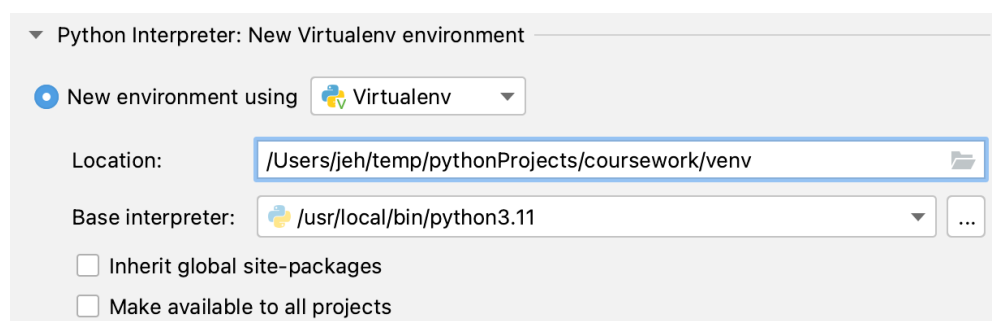 Python Interpreter: New Virtualenv environment
New environment using Virtualenv
Location: /Users/jeh/temp/pythonProjects/coursework/venv
Base interpreter: /usr/local/bin/python3.11 ...
Inherit global site-packages
Make available to all projects